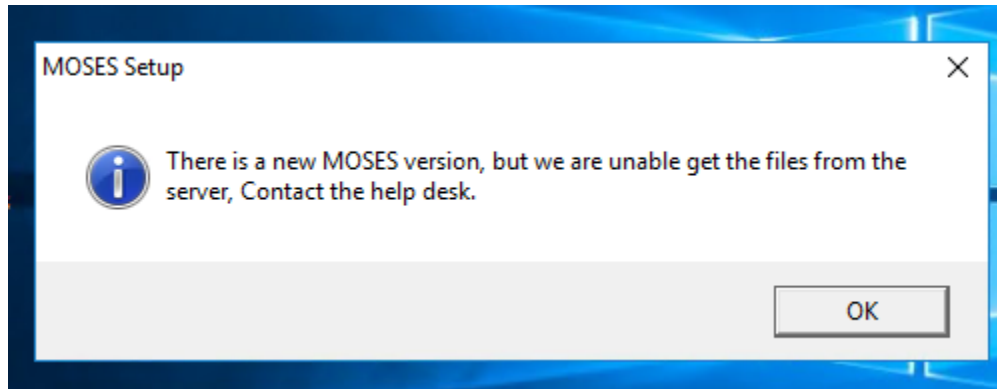 MOSES Setup
There is a new MOSES version, but we are unable get the files from the
server, Contact the help desk.
OK